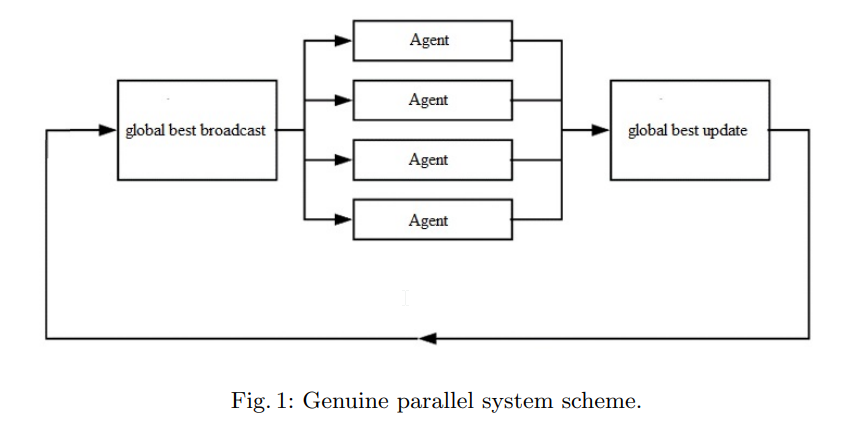 Agent
Agent
global best broadcast
global best update
Agent
Agent
Fig. 1: Genuine parallel system scheme.